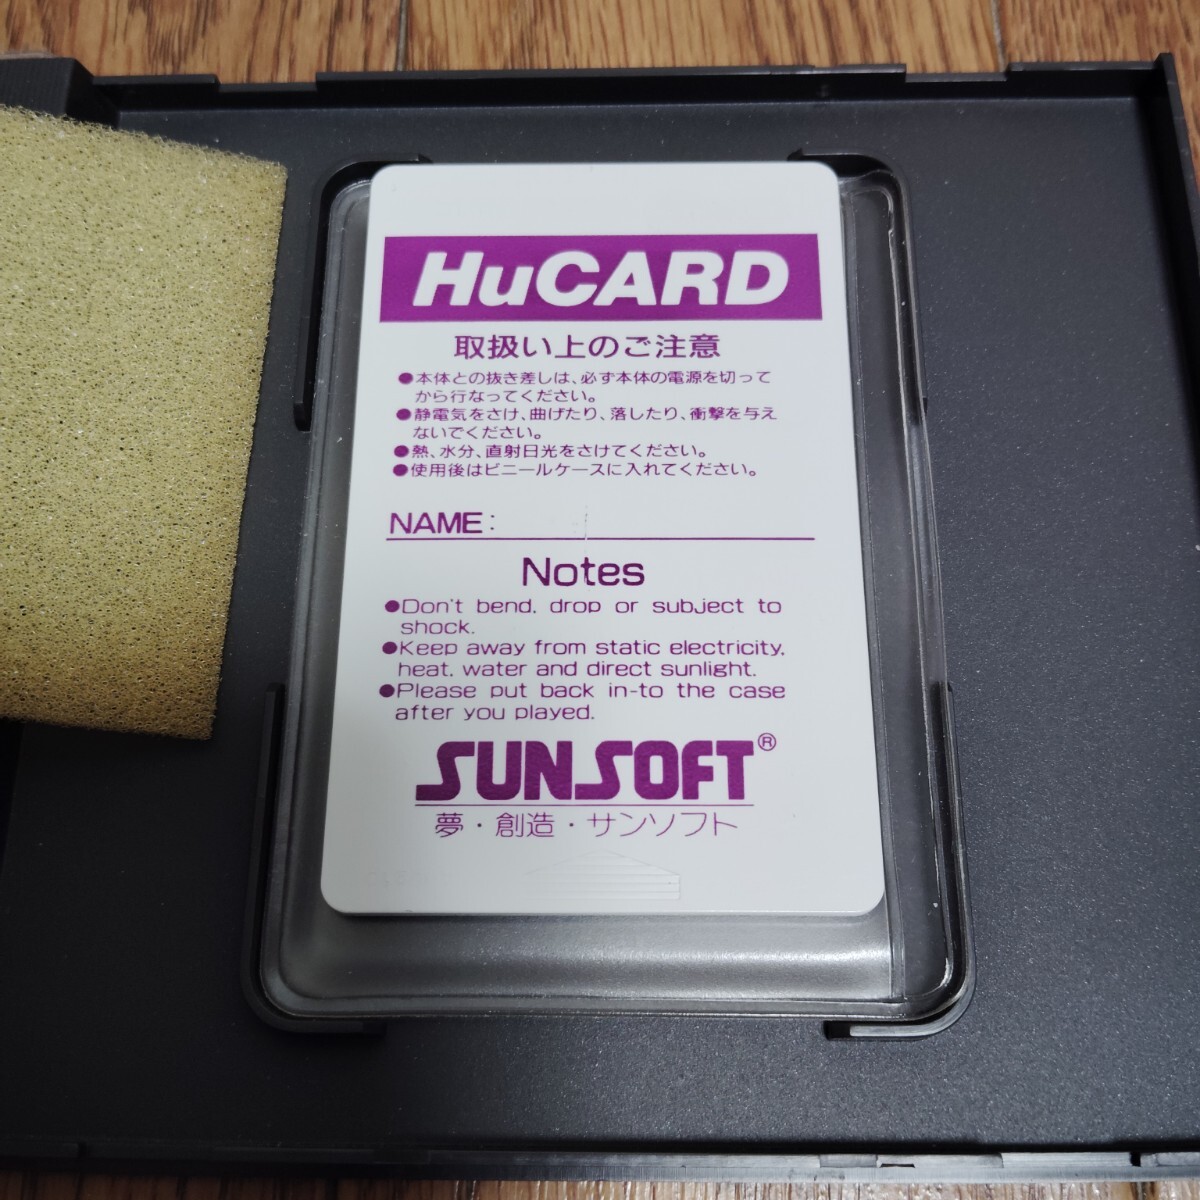 HuCARD
取扱い上のご注意
●本体との抜き差しは、必ず本体の電源を切って
から行なってください。
●静電気をさけ、曲げたり、落したり、衝撃を与え
ないでください。
●熱、水分、直射日光をさけてください。
●使用後はビニールケースに入れてください。
NAME:
Notes
●Don't bend, drop or subject to
shock.
●Keep away from static electricity,
heat, water and direct sunlight.
●Please put back in-to the case
after you played.
SUNSOFT®
夢・創造・サンソフト